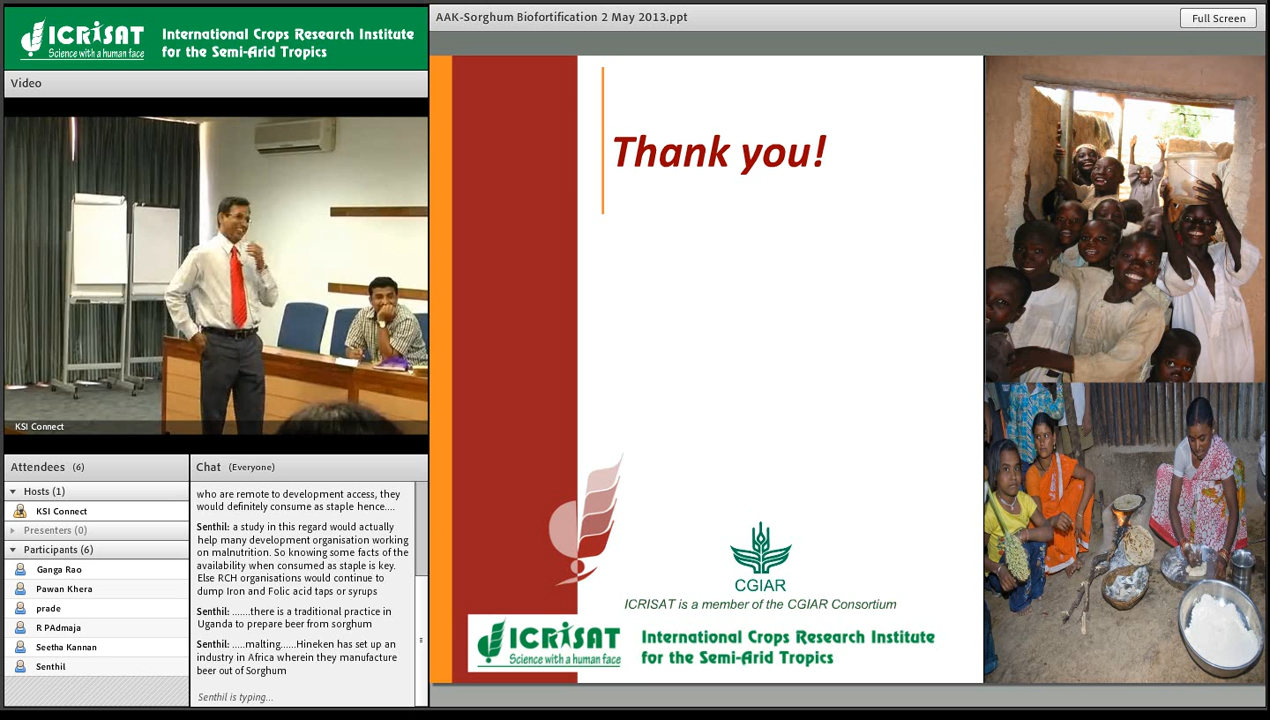 ICRISAT
Science with a human face
International Crops Research Institute
for the Semi-Arid Tropics
Video
KSI Connect
Attendees (6)
Hosts (1)
KSI Connect
Presenters (0)
Participants (6)
Ganga Rao
Pawan Khera
prade
R PAdmaja
Seetha Kannan
Senthil
Chat (Everyone)
who are remote to development access, they
would definitely consume as staple hence....
Senthil: a study in this regard would actually
help many development organisation working
on malnutrition. So knowing some facts of the
availability when consumed as staple is key.
Else RCH organisations would continue to
dump Iron and Folic acid taps or syrups
Senthil: .......there is a traditional practice in
Uganda to prepare beer from sorghum
Senthil: .....malting......Hineken has set up an
industry in Africa wherein they manufacture
beer out of Sorghum
Senthil is typing...
AAK-Sorghum Biofortification 2 May 2013.ppt
Full Screen
Thank you!
CGIAR
ICRISAT is a member of the CGIAR Consortium
ICRISAT
Science with a human face
International Crops Research Institute
for the Semi-Arid Tropics